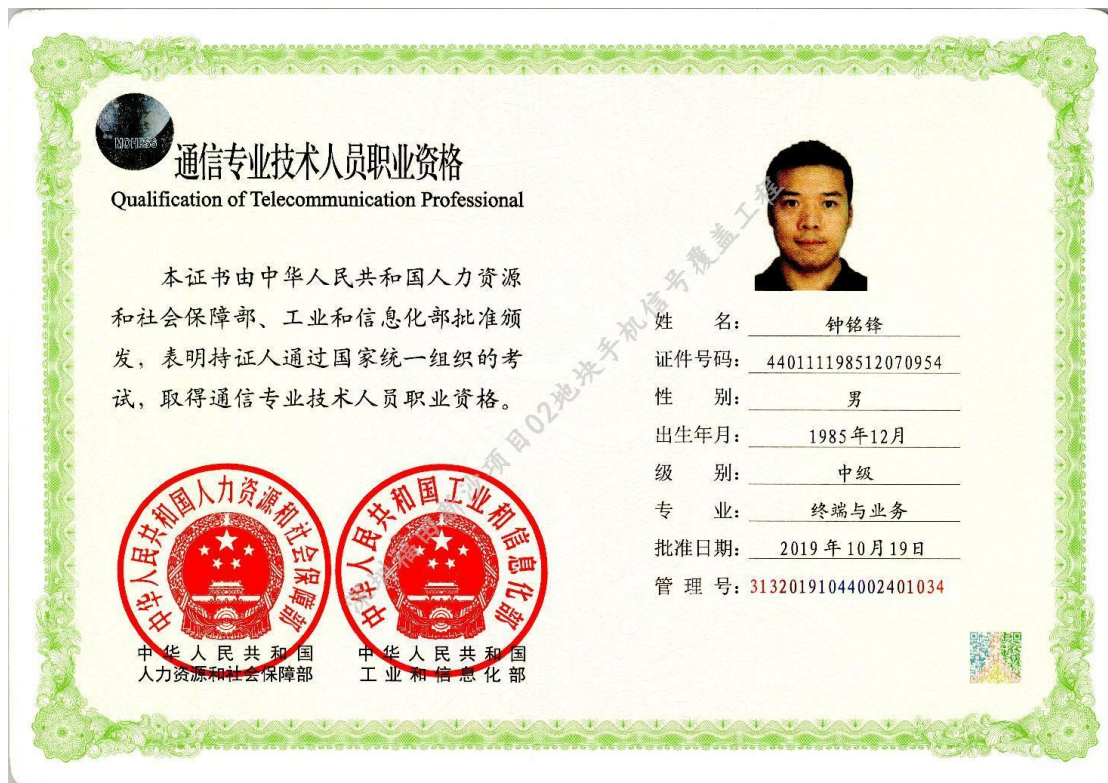 MOHRSS
通信专业技术人员职业资格
Qualification of Telecommunication Professional
本证书由中华人民共和国人力资源
和社会保障部、工业和信息化部批准颁
发，表明持证人通过国家统一组织的考
试，取得通信专业技术人员职业资格。
中华人民共和国人力资源和社会保障部
中华人民共和国工业和信息化部
中华人民共和国
人力资源和社会保障部
中华人民共和国
工业和信息化部
姓名：钟铭锋
证件号码：440111198512070954
性别：男
出生年月：1985年12月
级别：中级
专业：终端与业务
批准日期：2019年10月19日
管理号：31320191044002401034
项目02地块手机信号覆盖工程